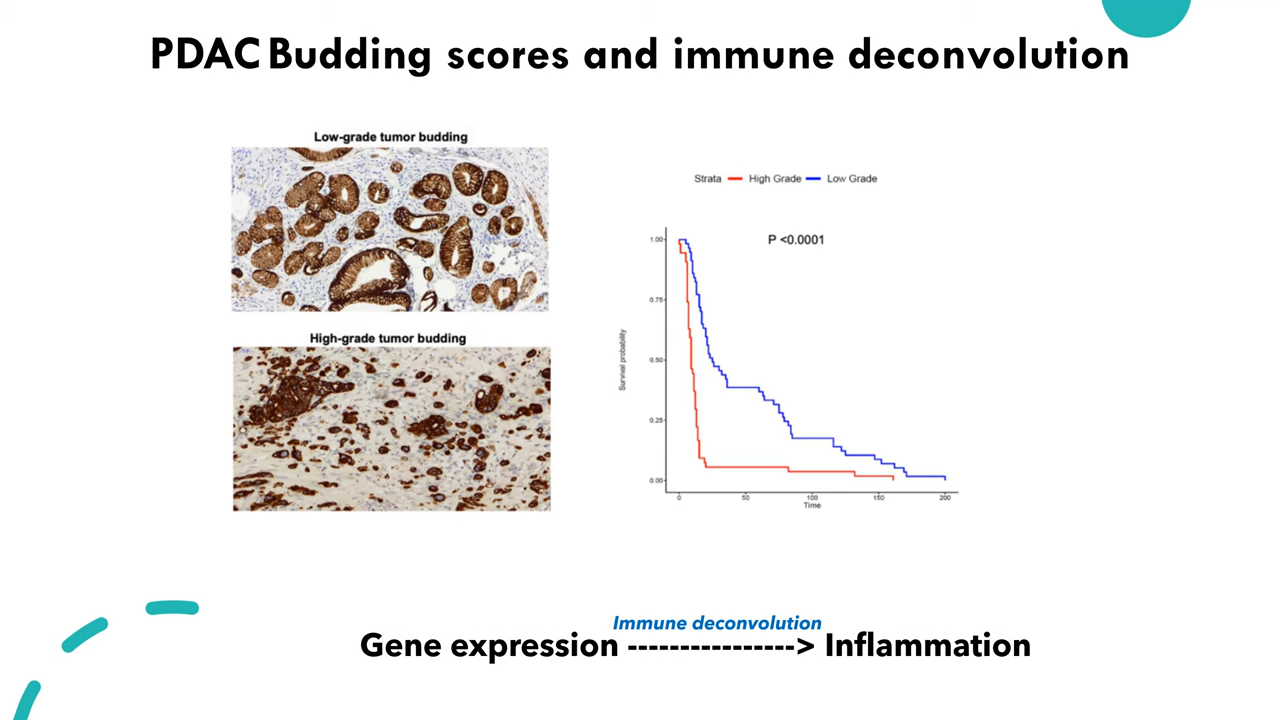 PDAC Budding scores and immune deconvolution
Low-grade tumor budding
High-grade tumor budding
Strata High Grade Low Grade
P <0.0001
Survival probability
1.00
0.75
0.50
0.25
0.00
0 50 100 150 200
Time
Immune deconvolution
Gene expression ----------------> Inflammation